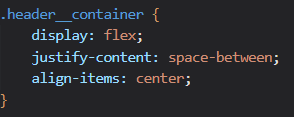 .header__container {
    display: flex;
    justify-content: space-between;
    align-items: center;
}